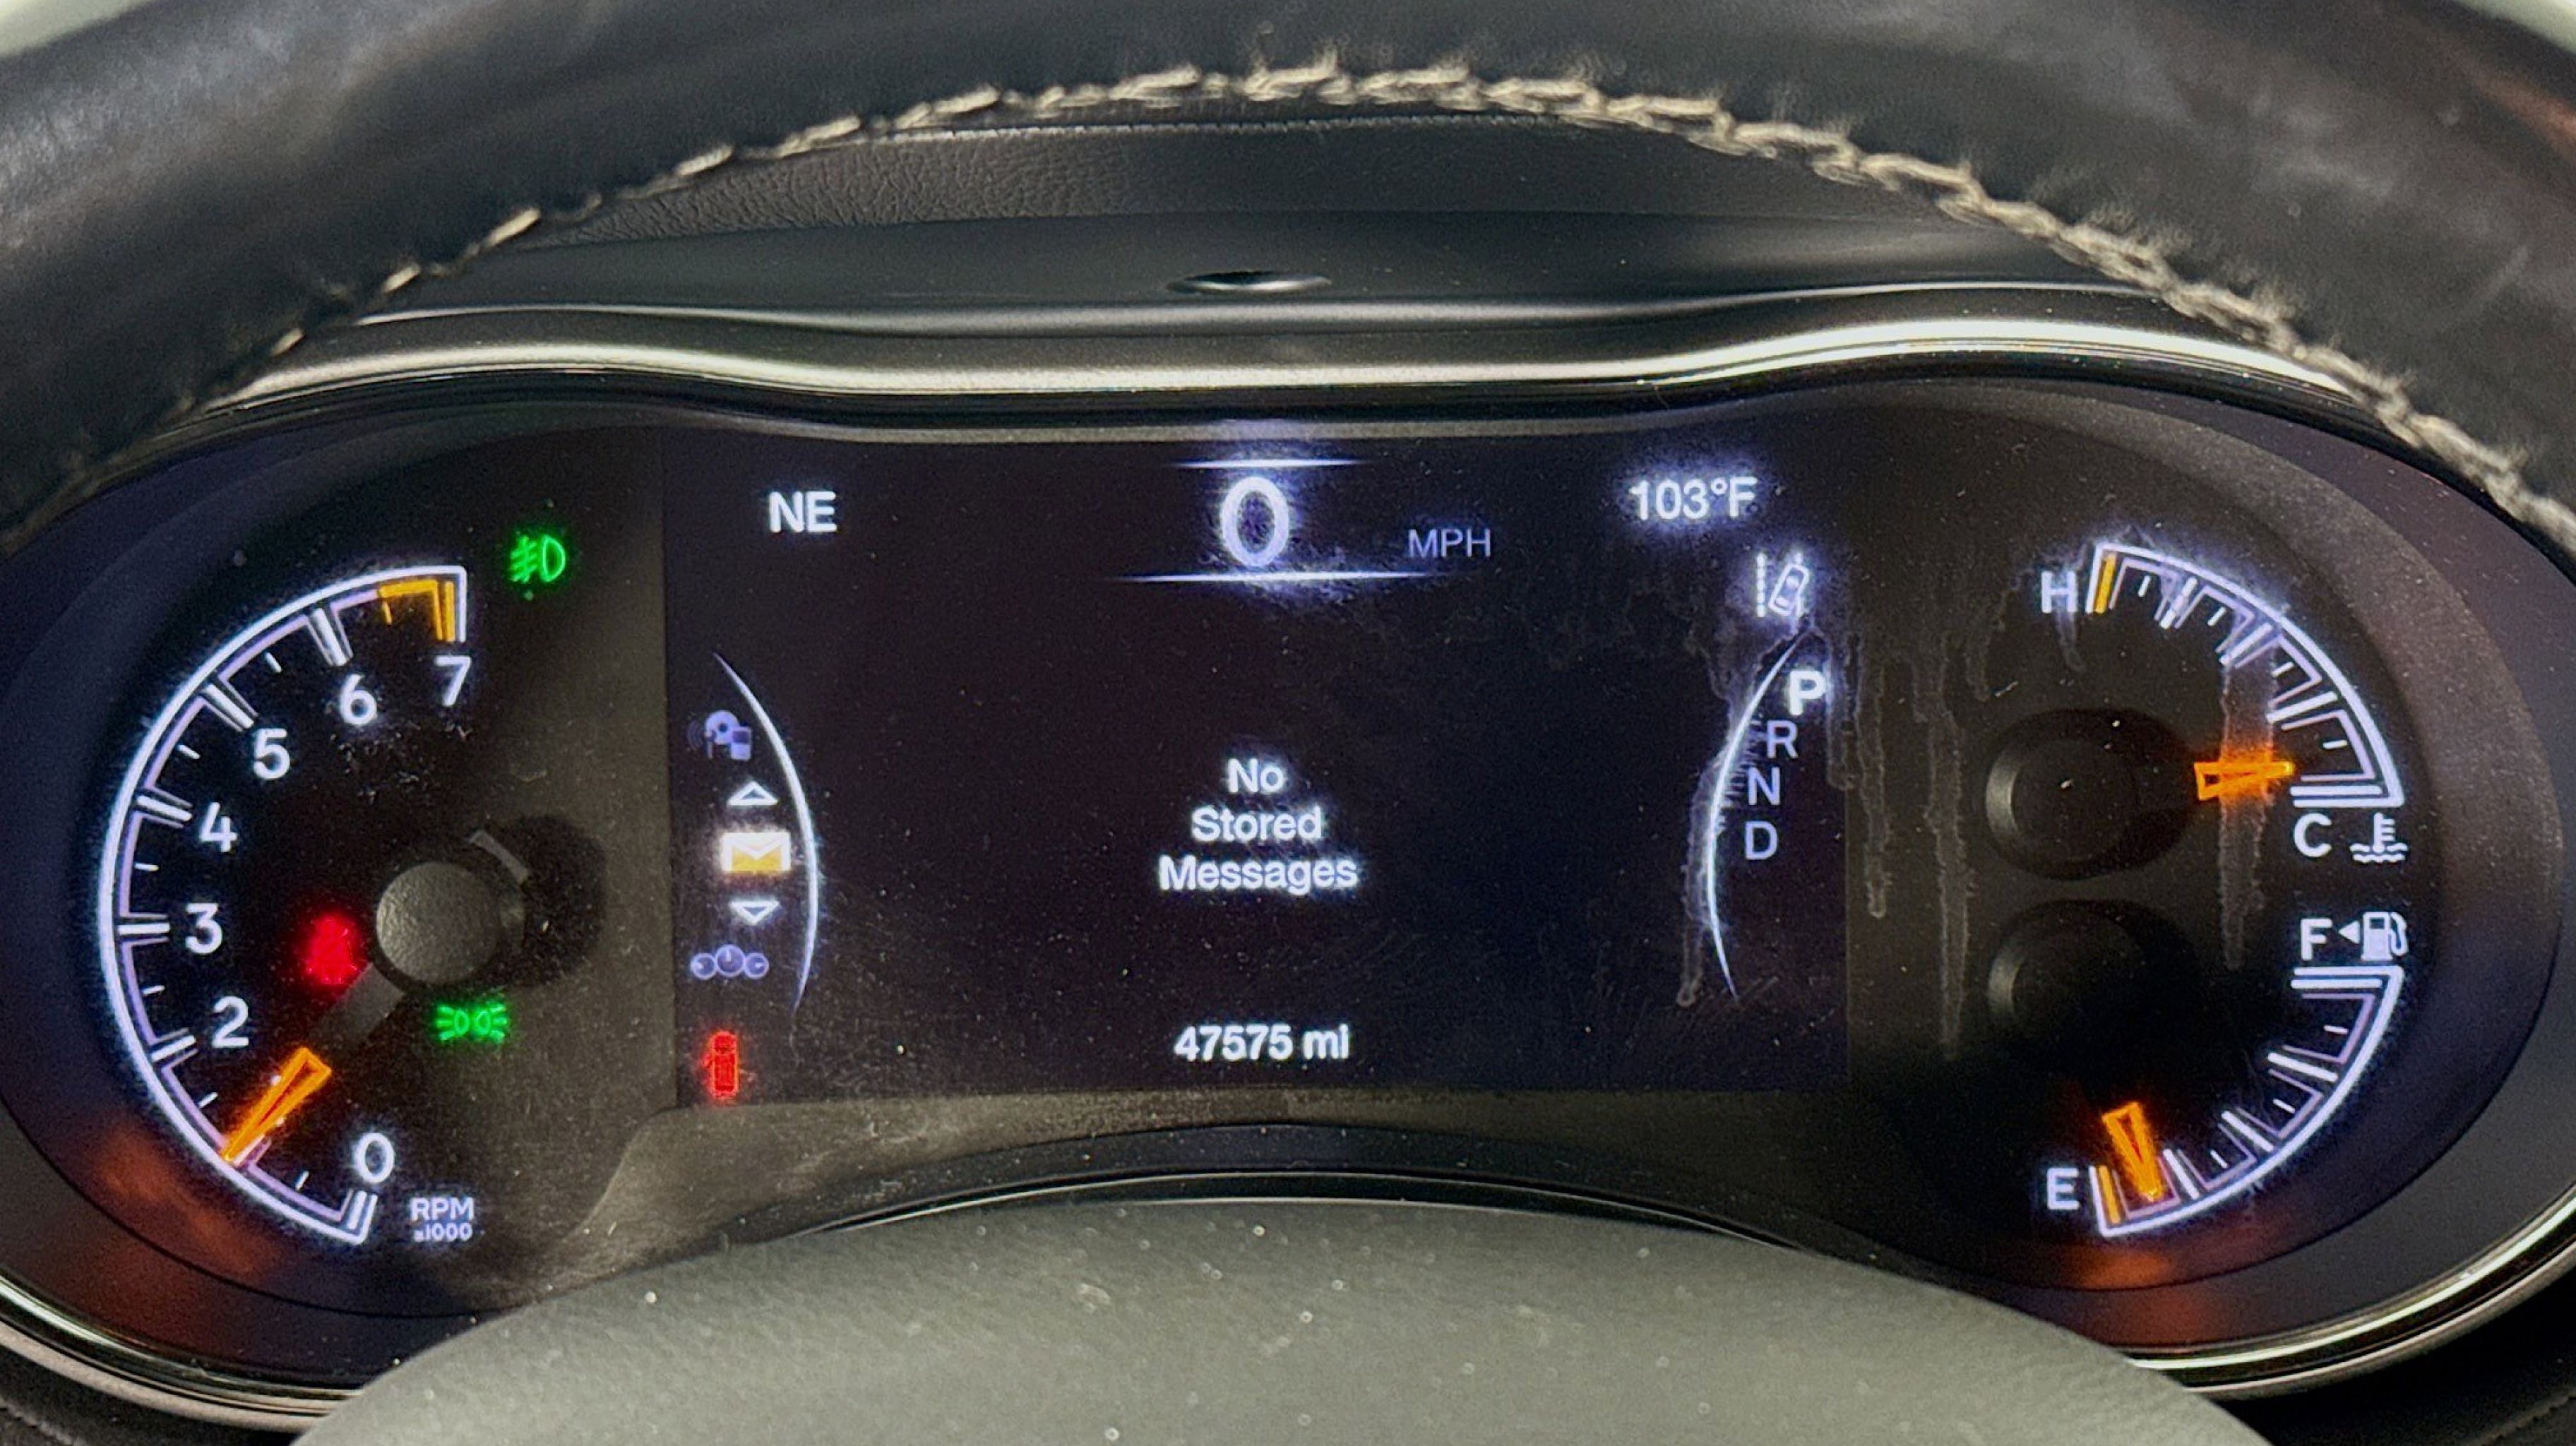 NE
0
MPH
103°F
7
6
5
4
3
2
0
RPM
x1000
No
Stored
Messages
P
R
N
D
47575 mi
H
C
F
E